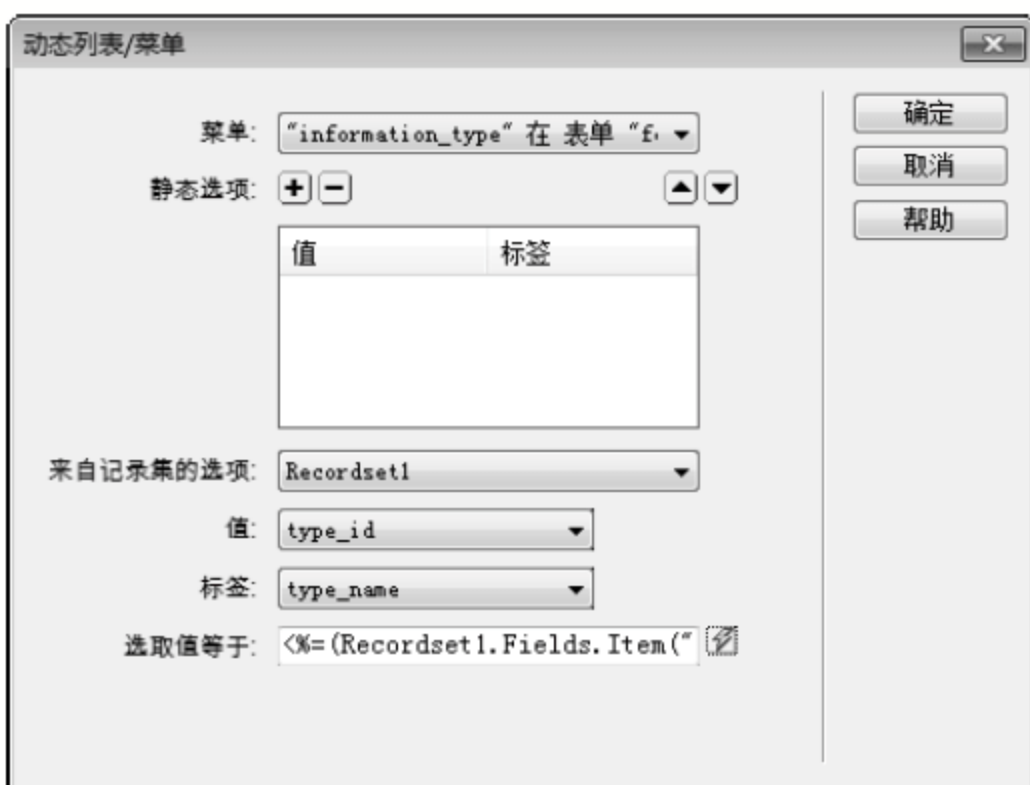 动态列表/菜单
菜单: "information_type" 在 表单 "f
静态选项:
值 标签
来自记录集的选项: Recordset1
值: type_id
标签: type_name
选取值等于: <%=(Recordset1.Fields.Item("
确定
取消
帮助